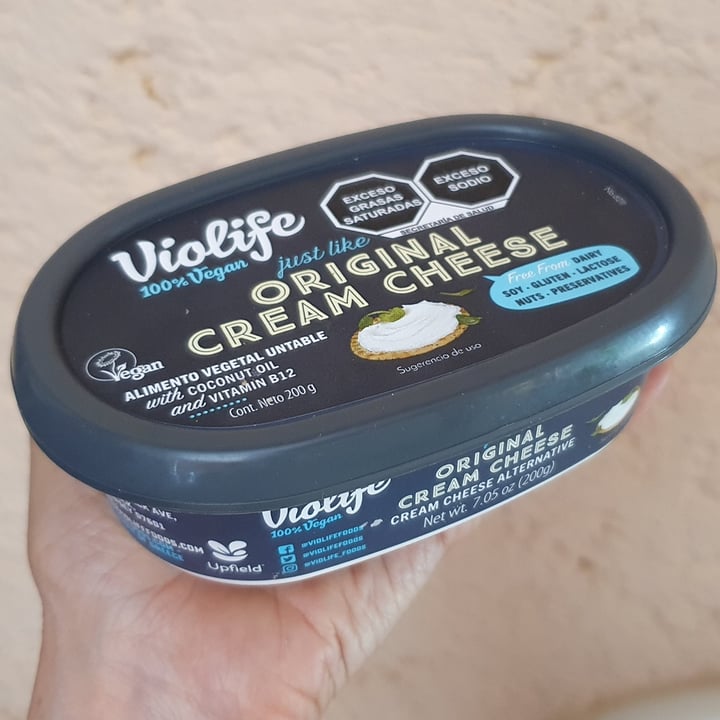 EXCESO
GRASAS
SATURADAS
EXCESO
SODIO
SECRETARÍA DE SALUD
Violife
100% Vegan
just like
ORIGINAL
CREAM CHEESE
Free From DAIRY
SOY · GLUTEN · LACTOSE
NUTS · PRESERVATIVES
Vegan
ALIMENTO VEGETAL UNTABLE
with COCONUT OIL
and VITAMIN B12
Cont. Neto 200 g
Sugerencia de uso
Violife
100% Vegan
@VIOLIFEFOODS
@VIOLIFEFOODS
@VIOLIFE_FOODS
Upfield
ORIGINAL
CREAM CHEESE
CREAM CHEESE ALTERNATIVE
Net wt. 7.05 oz (200g)
AVE,